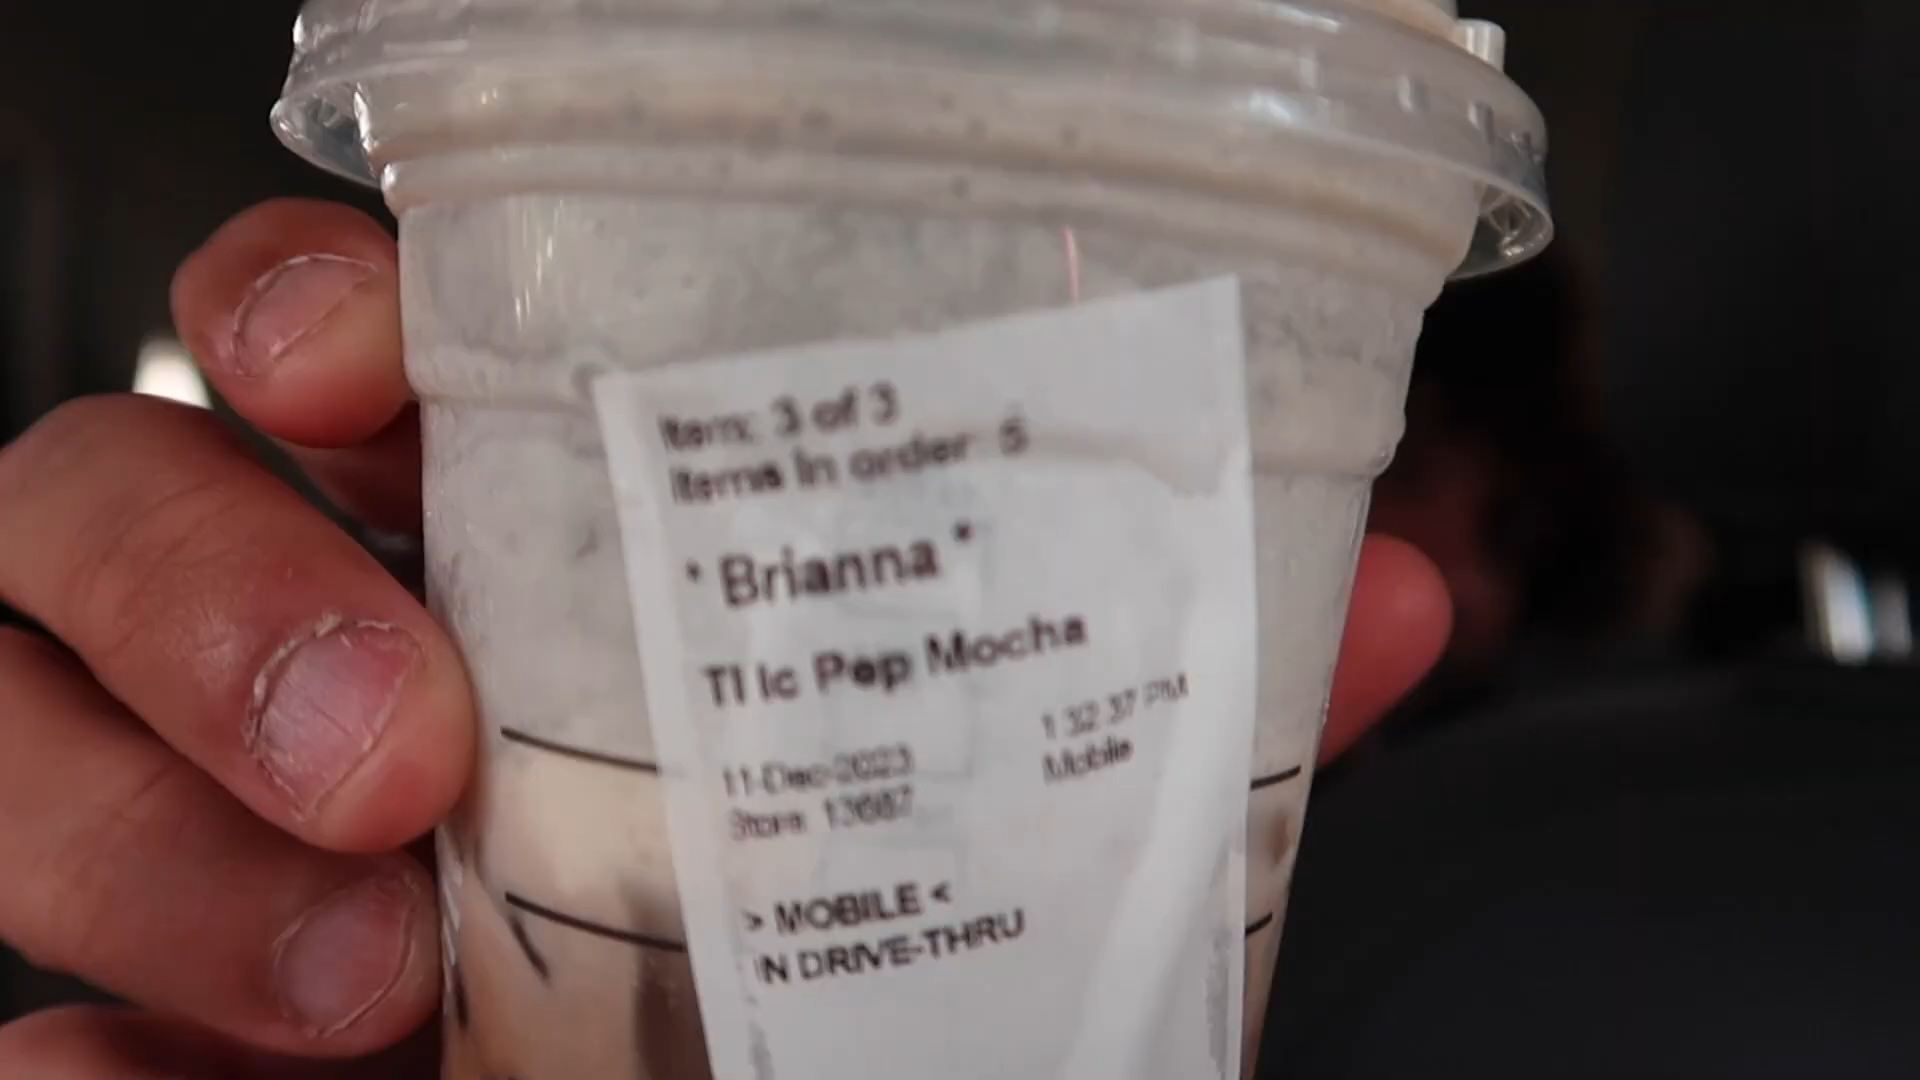 Item: 3 of 3
Items in order: 5
* Brianna *
Tl Ic Pep Mocha
11-Dec-2023 1:32:37 PM
Store: 13687 Mobile
> MOBILE <
IN DRIVE-THRU